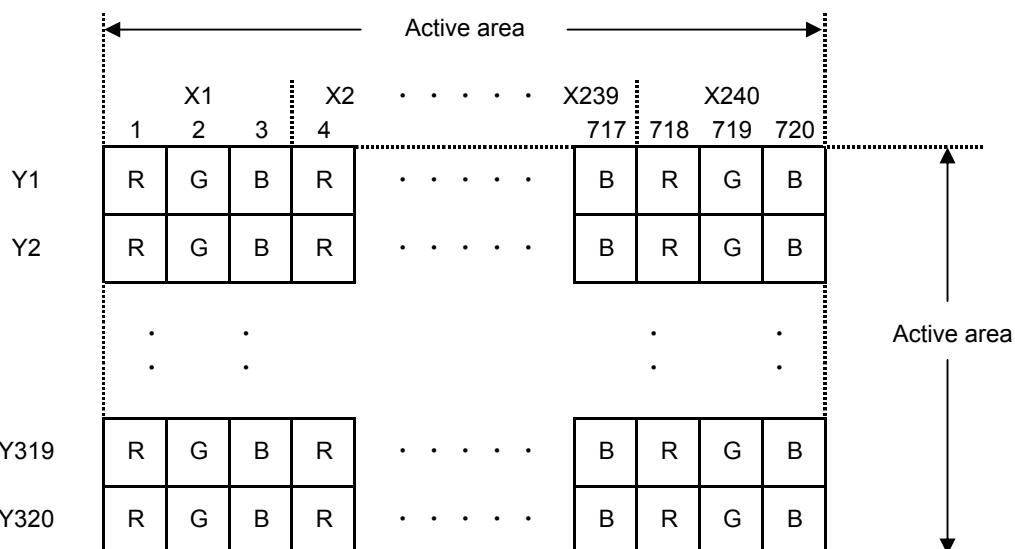 Active area
X1 X2 · · · · · X239 X240
1 2 3 4 717 718 719 720
Y1 R G B R · · · · · B R G B
Y2 R G B R · · · · · B R G B
Active area
Y319 R G B R · · · · · B R G B
Y320 R G B R · · · · · B R G B